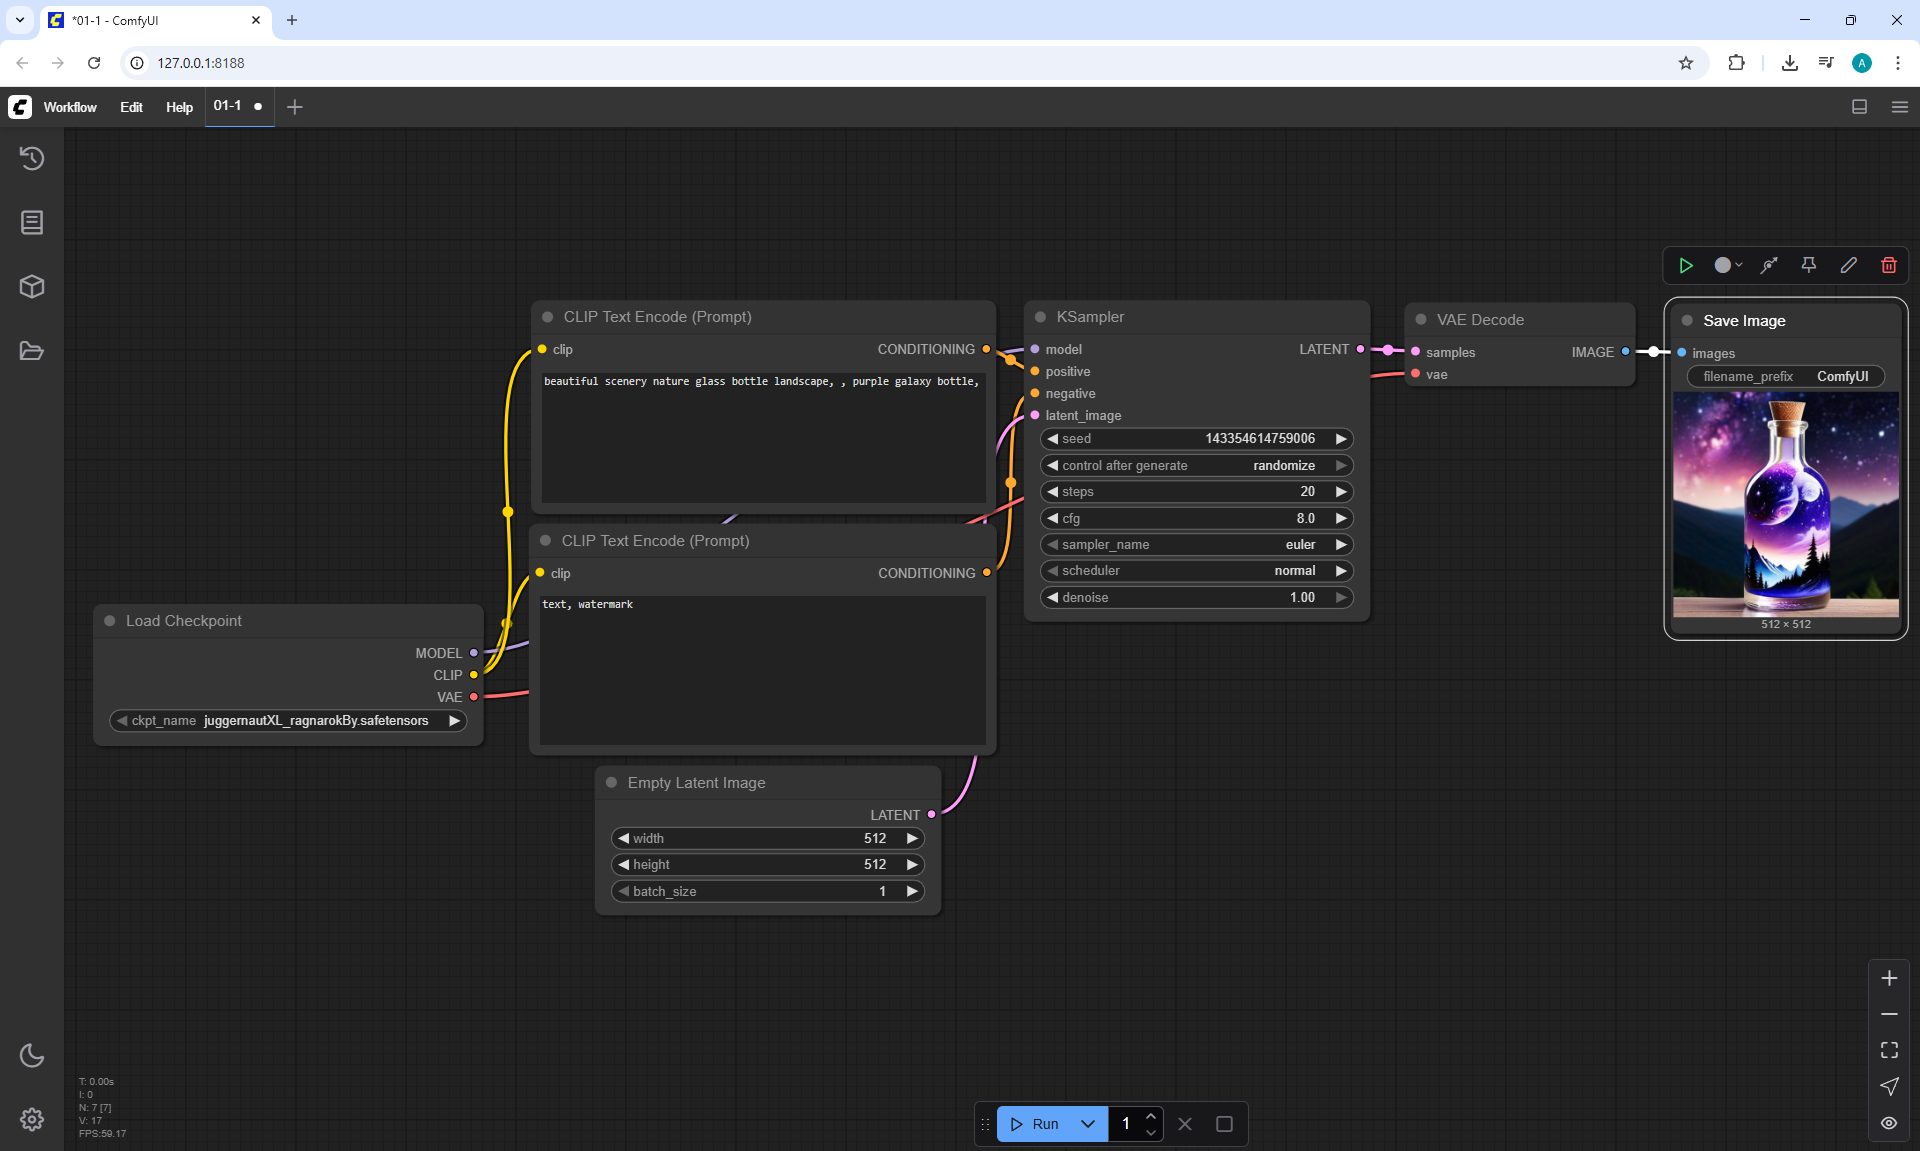 *01-1 - ComfyUI
127.0.0.1:8188
Workflow Edit Help 01-1
CLIP Text Encode (Prompt)
clip CONDITIONING
beautiful scenery nature glass bottle landscape, , purple galaxy bottle,
CLIP Text Encode (Prompt)
clip CONDITIONING
text, watermark
Load Checkpoint
MODEL
CLIP
VAE
ckpt_name juggernautXL_ragnarokBy.safetensors
Empty Latent Image
LATENT
width 512
height 512
batch_size 1
KSampler
model LATENT
positive
negative
latent_image
seed 143354614759006
control after generate randomize
steps 20
cfg 8.0
sampler_name euler
scheduler normal
denoise 1.00
VAE Decode
samples IMAGE
vae
Save Image
images
filename_prefix ComfyUI
512 × 512
T: 0.00s
I: 0
N: 7 [7]
V: 17
FPS:59.17
Run 1
A